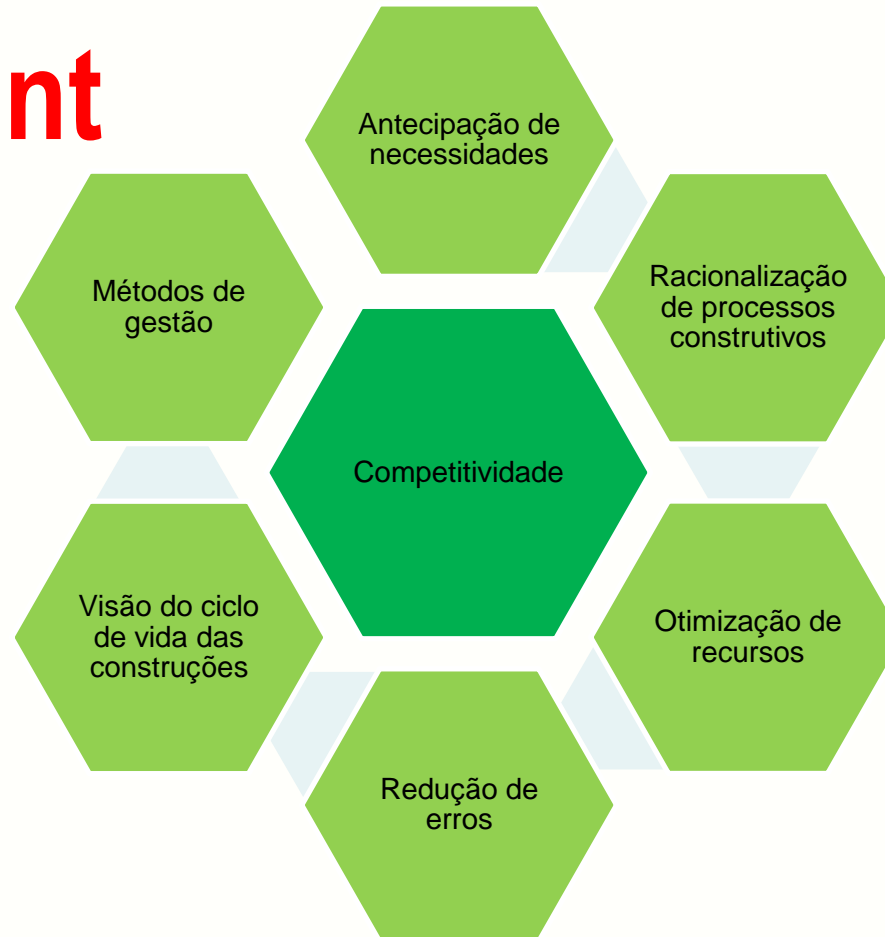 nt
Antecipação de
necessidades
Racionalização
de processos
construtivos
Otimização de
recursos
Redução de
erros
Visão do ciclo
de vida das
construções
Métodos de
gestão
Competitividade